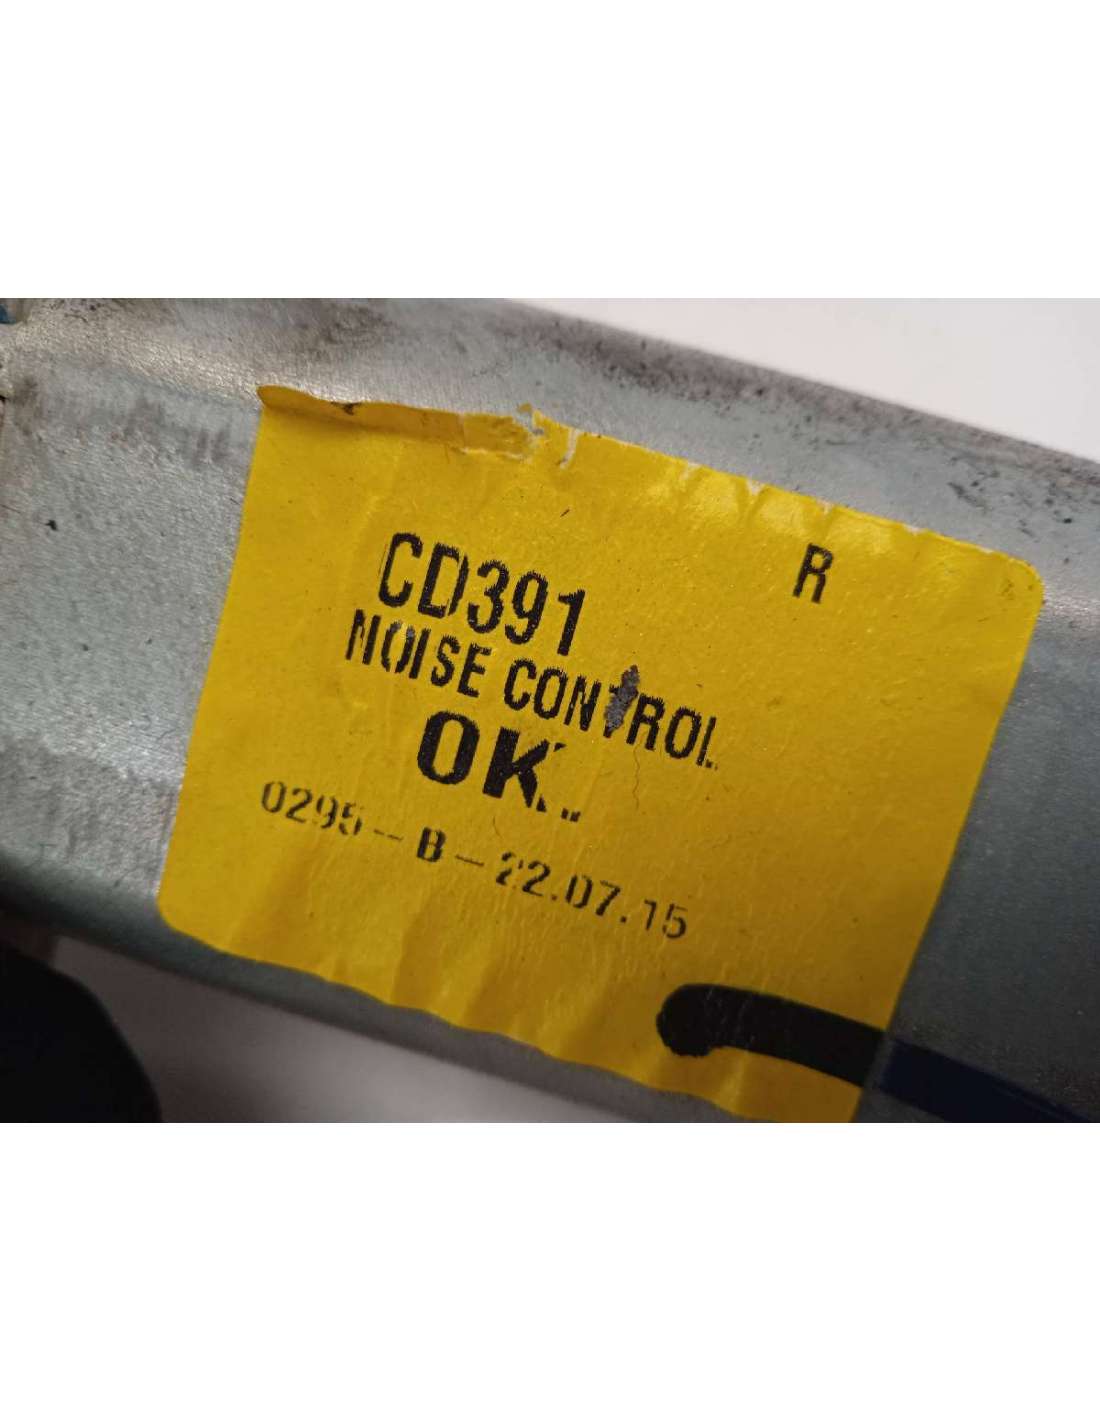 R
CD391
NOISE CONTROL
OK
0295-B-22.07.15